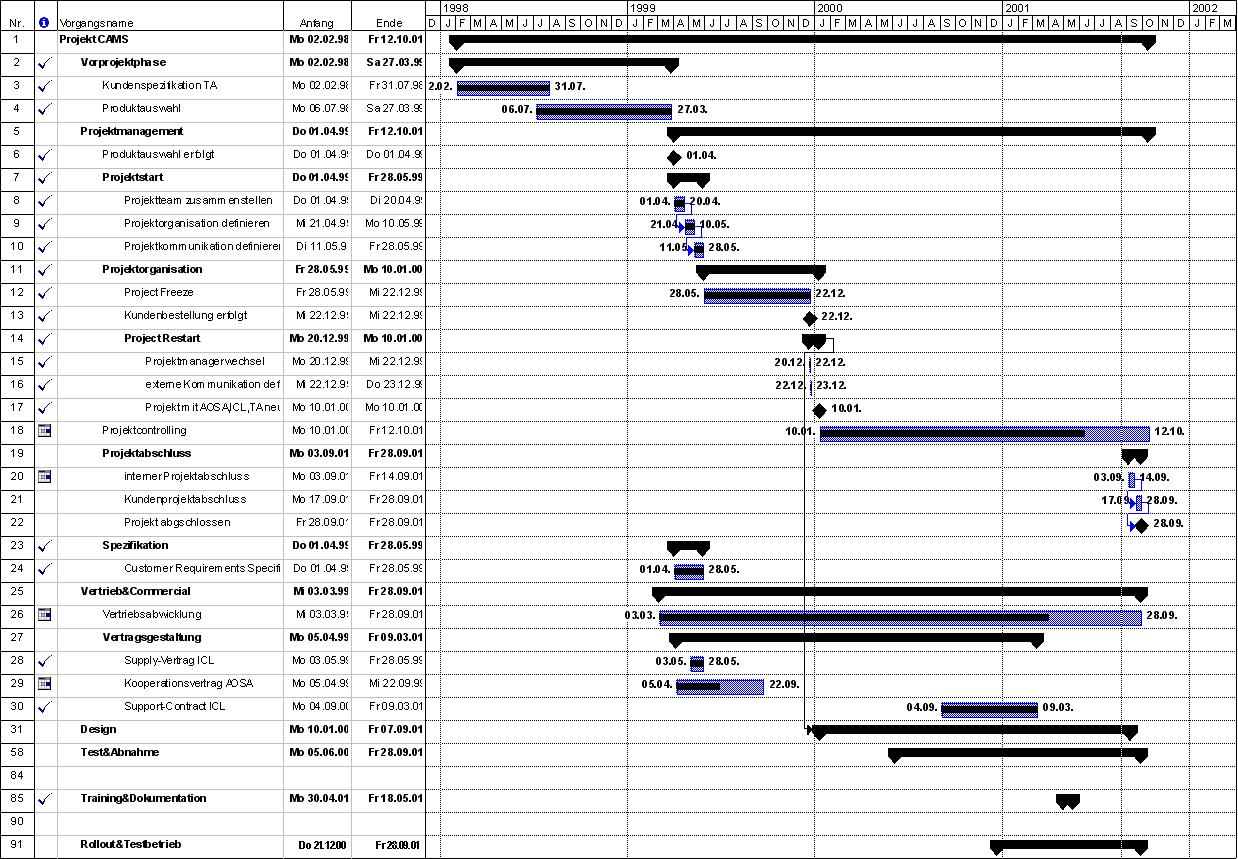 1998 1999 2000 2001 2002
Nr. Vorgangsname Anfang Ende D J F M A M J J A S O N D J F M A M J J A S O N D J F M A M J J A S O N D J F M A M J J A S O N D J F M
1 Projekt CAMS Mo 02.02.98 Fr 12.10.01
2 Vorprojektphase Mo 02.02.98 Sa 27.03.99
3 Kundenspezifikation TA Mo 02.02.98 Fr 31.07.98 2.02. 31.07.
4 Produktauswahl Mo 06.07.98 Sa 27.03.99 06.07. 27.03.
5 Projektmanagement Do 01.04.99 Fr 12.10.01
6 Produktauswahl erfolgt Do 01.04.99 Do 01.04.99 01.04.
7 Projektstart Do 01.04.99 Fr 28.05.99
8 Projektteam zusammenstellen Do 01.04.99 Di 20.04.99 01.04. 20.04.
9 Projektorganisation definieren Mi 21.04.99 Mo 10.05.99 21.04. 10.05.
10 Projektkommunikation definieren Di 11.05.9 Fr 28.05.99 11.05 28.05.
11 Projektorganisation Fr 28.05.99 Mo 10.01.00
12 Project Freeze Fr 28.05.99 Mi 22.12.99 28.05. 22.12.
13 Kundenbestellung erfolgt Mi 22.12.99 Mi 22.12.99 22.12.
14 Project Restart Mo 20.12.99 Mo 10.01.00
15 Projektmanagerwechsel Mo 20.12.99 Mi 22.12.99 20.12. 22.12.
16 externe Kommunikation def Mi 22.12.99 Do 23.12.99 22.12. 23.12.
17 Projekt mit AOSA,ICL,TA neu Mo 10.01.00 Mo 10.01.00 10.01.
18 Projektcontrolling Mo 10.01.00 Fr 12.10.01 10.01. 12.10.
19 Projektabschluss Mo 03.09.01 Fr 28.09.01
20 interner Projektabschluss Mo 03.09.01 Fr 14.09.01 03.09. 14.09.
21 Kundenprojektabschluss Mo 17.09.01 Fr 28.09.01 17.09 28.09.
22 Projekt abgschlossen Fr 28.09.01 Fr 28.09.01 28.09.
23 Spezifikation Do 01.04.99 Fr 28.05.99
24 Customer Requirements Specifi Do 01.04.99 Fr 28.05.99 01.04. 28.05.
25 Vertrieb&Commercial Mi 03.03.99 Fr 28.09.01
26 Vertriebsabwicklung Mi 03.03.99 Fr 28.09.01 03.03. 28.09.
27 Vertragsgestaltung Mo 05.04.99 Fr 09.03.01
28 Supply-Vertrag ICL Mo 03.05.99 Fr 28.05.99 03.05. 28.05.
29 Kooperationsvertrag AOSA Mo 05.04.99 Mi 22.09.99 05.04. 22.09.
30 Support-Contract ICL Mo 04.09.00 Fr 09.03.01 04.09. 09.03.
31 Design Mo 10.01.00 Fr 07.09.01
58 Test&Abnahme Mo 05.06.00 Fr 28.09.01
84
85 Training&Dokumentation Mo 30.04.01 Fr 18.05.01
90
91 Rollout&Testbetrieb Do 21.12.00 Fr 28.09.01